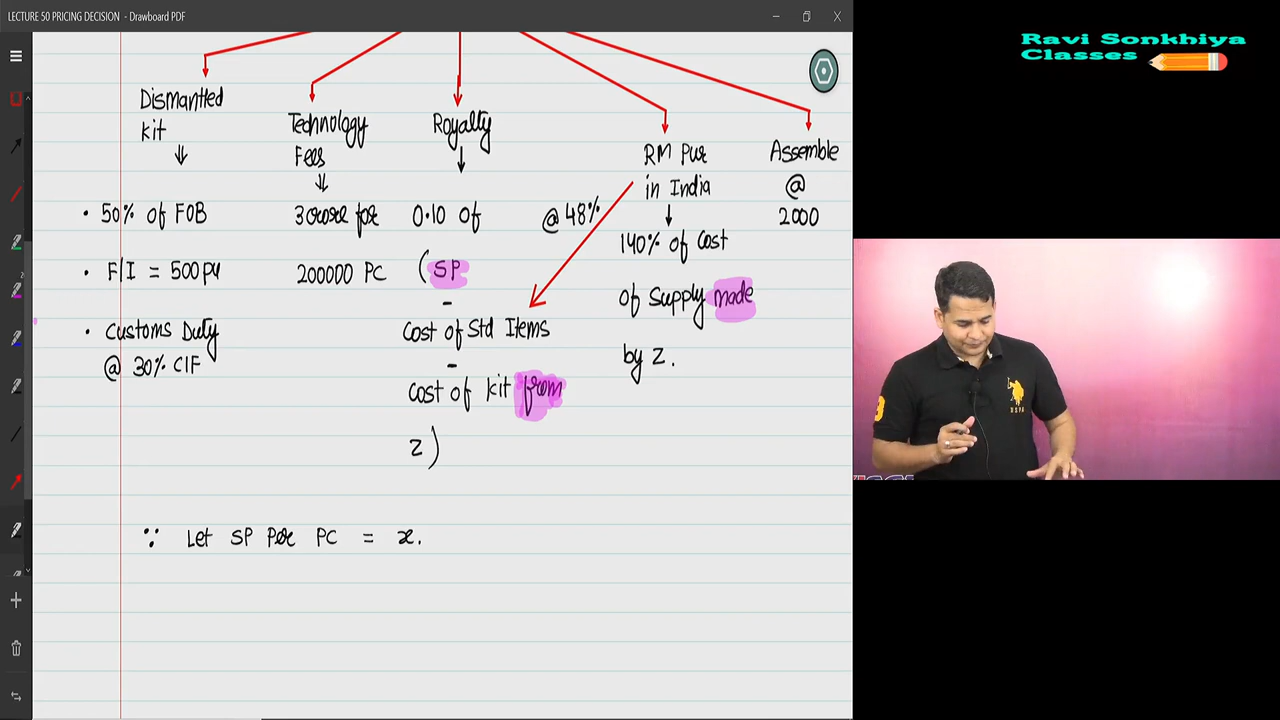 LECTURE 50 PRICING DECISION - Drawboard PDF
Ravi Sonkhiya
Classes
Dismantled
Kit
Technology
Fees
Royalty
RM Pur
in India
Assemble
@
2000
• 50% of FOB
3 crore for
0.10 of
@ 48%
140% of Cost
• F/I = 500 pu
200000 PC
(SP
of Supply made
-
• Customs Duty
@ 30% CIF
Cost of Std Items
by Z.
-
Cost of Kit from
Z)
∵ Let SP Per PC = x.